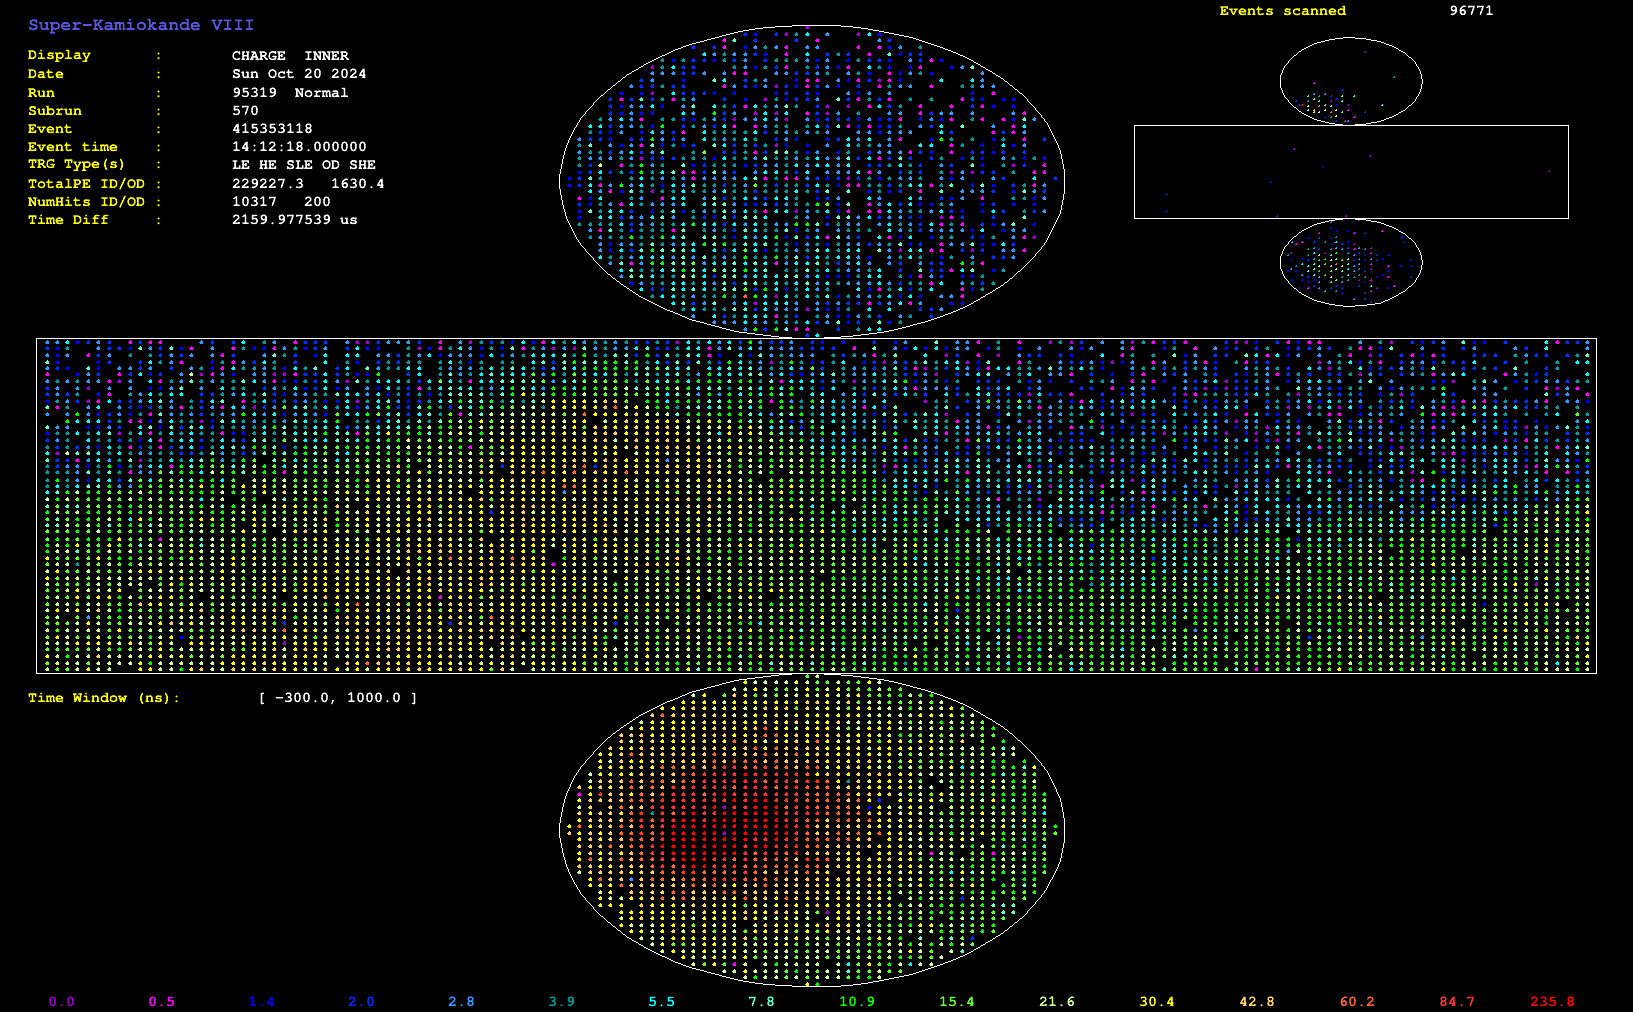 Super-Kamiokande VIII
Events scanned 96771
Display : CHARGE INNER
Date : Sun Oct 20 2024
Run : 95319 Normal
Subrun : 570
Event : 415353118
Event time : 14:12:18.000000
TRG Type(s) : LE HE SLE OD SHE
TotalPE ID/OD : 229227.3 1630.4
NumHits ID/OD : 10317 200
Time Diff : 2159.977539 us
Time Window (ns): [ −300.0, 1000.0 ]
0.0 0.5 1.4 2.0 2.8 3.9 5.5 7.8 10.9 15.4 21.6 30.4 42.8 60.2 84.7 235.8